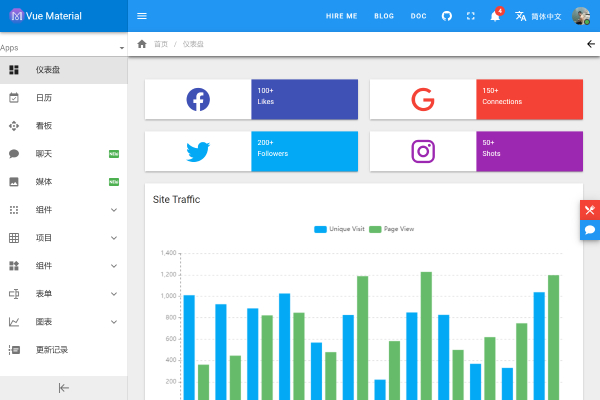 Vue Material
HIRE ME
BLOG
DOC
4
简体中文
Apps
首页 / 仪表盘
仪表盘
日历
看板
聊天
NEW
媒体
NEW
组件
项目
组件
表单
图表
更新记录
100+
Likes
150+
Connections
200+
Followers
50+
Shots
Site Traffic
Unique Visit
Page View
1,400
1,200
1,000
800
600
400
200